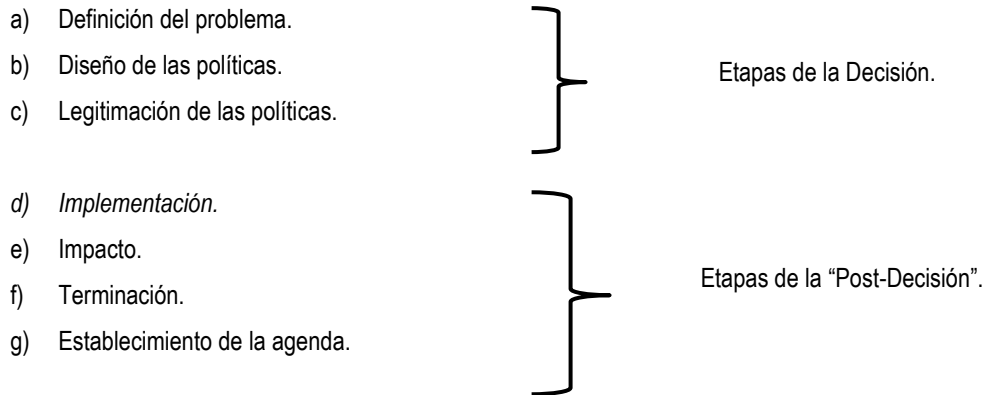 a) Definición del problema.
b) Diseño de las políticas.
c) Legitimación de las políticas.
Etapas de la Decisión.
d) Implementación.
e) Impacto.
f) Terminación.
g) Establecimiento de la agenda.
Etapas de la “Post-Decisión”.